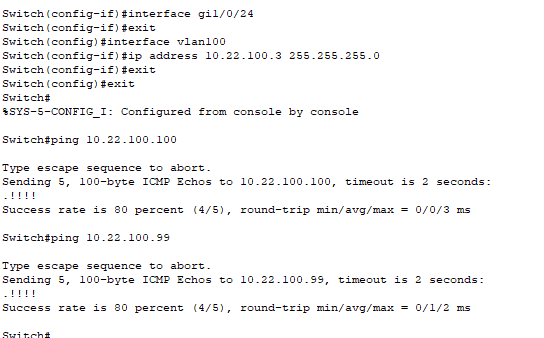 Switch(config-if)#interface gi1/0/24
Switch(config-if)#exit
Switch(config)#interface vlan100
Switch(config-if)#ip address 10.22.100.3 255.255.255.0
Switch(config-if)#exit
Switch(config)#exit
Switch#
%SYS-5-CONFIG_I: Configured from console by console
Switch#ping 10.22.100.100
Type escape sequence to abort.
Sending 5, 100-byte ICMP Echos to 10.22.100.100, timeout is 2 seconds:
.!!!!
Success rate is 80 percent (4/5), round-trip min/avg/max = 0/0/3 ms
Switch#ping 10.22.100.99
Type escape sequence to abort.
Sending 5, 100-byte ICMP Echos to 10.22.100.99, timeout is 2 seconds:
.!!!!
Success rate is 80 percent (4/5), round-trip min/avg/max = 0/1/2 ms
Switch#